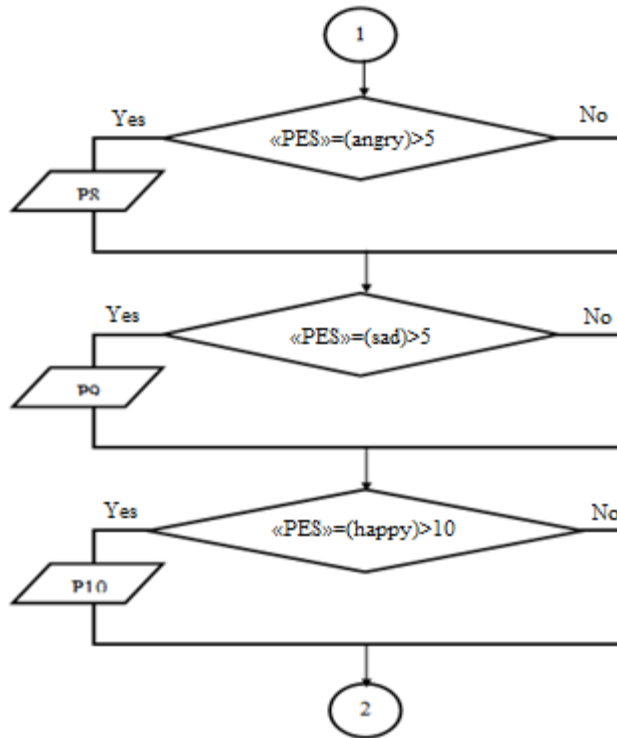 1
Yes
No
«PES»=(angry)>5
P8
Yes
No
«PES»=(sad)>5
P9
Yes
No
«PES»=(happy)>10
P10
2